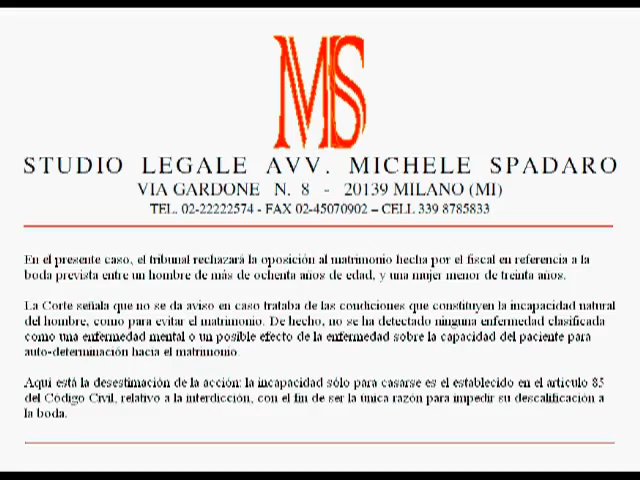 MS
STUDIO LEGALE AVV. MICHELE SPADARO
VIA GARDONE N. 8 - 20139 MILANO (MI)
TEL. 02-22222574 - FAX 02-45070902 – CELL 339 8785833
En el presente caso, el tribunal rechazará la oposición al matrimonio hecha por el fiscal en referencia a la
boda prevista entre un hombre de más de ochenta años de edad, y una mujer menor de treinta años.
La Corte señala que no se da aviso en caso trataba de las condiciones que constituyen la incapacidad natural
del hombre, como para evitar el matrimonio. De hecho, no se ha detectado ninguna enfermedad clasificada
como una enfermedad mental o un posible efecto de la enfermedad sobre la capacidad del paciente para
auto-determinación hacia el matrimonio.
Aquí está la desestimación de la acción: la incapacidad sólo para casarse es el establecido en el artículo 85
del Código Civil, relativo a la interdicción, con el fin de ser la única razón para impedir su descalificación a
la boda.